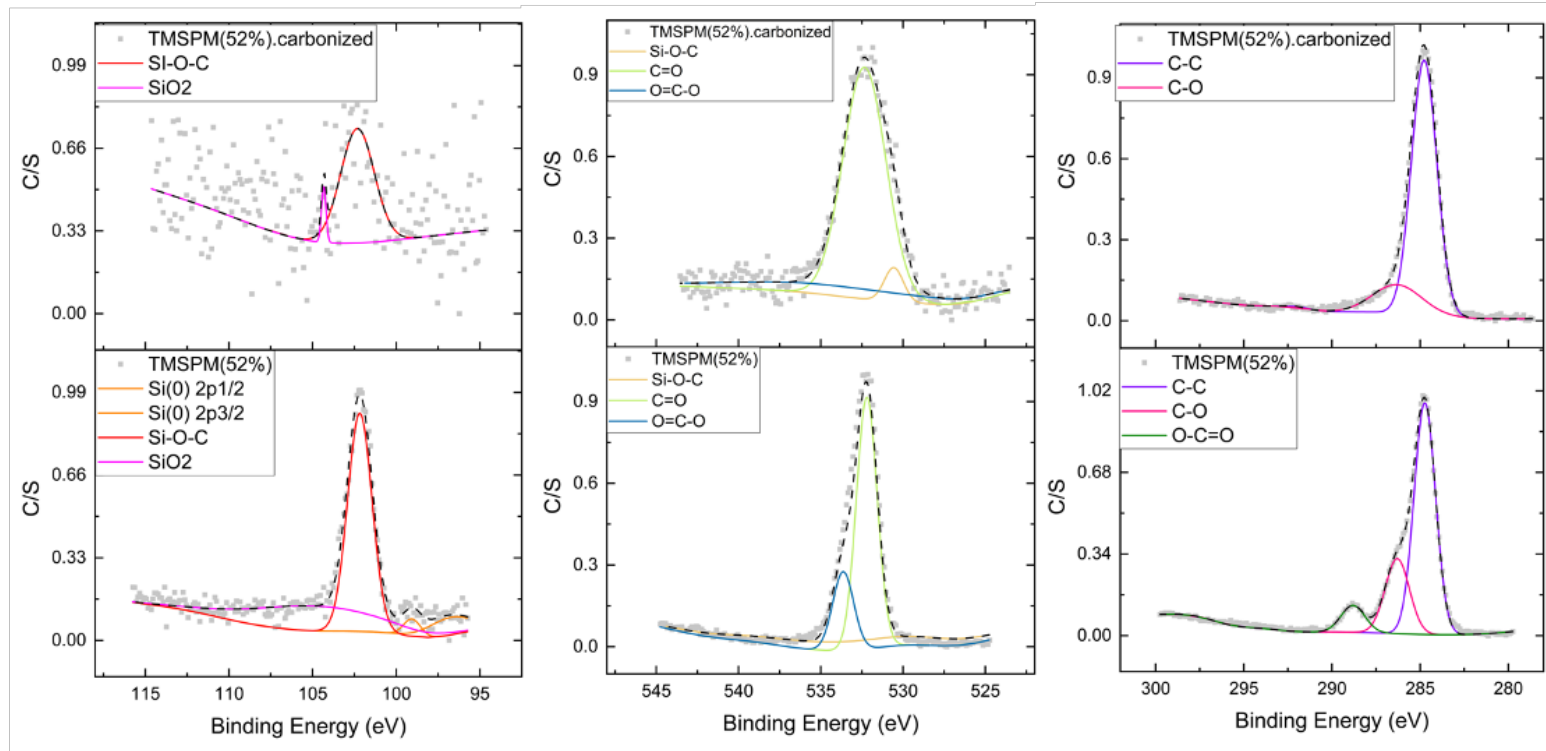 TMSPM(52%).carbonized
SI-O-C
SiO2
0.99
0.66
0.33
0.00
C/S
TMSPM(52%)
Si(0) 2p1/2
Si(0) 2p3/2
Si-O-C
SiO2
0.99
0.66
0.33
0.00
C/S
115 110 105 100 95
Binding Energy (eV)
TMSPM(52%).carbonized
Si-O-C
C=O
O=C-O
0.9
0.6
0.3
0.0
C/S
TMSPM(52%)
Si-O-C
C=O
O=C-O
0.9
0.6
0.3
0.0
C/S
545 540 535 530 525
Binding Energy (eV)
TMSPM(52%).carbonized
C-C
C-O
0.9
0.6
0.3
0.0
C/S
TMSPM(52%)
C-C
C-O
O-C=O
1.02
0.68
0.34
0.00
C/S
300 295 290 285 280
Binding Energy (eV)